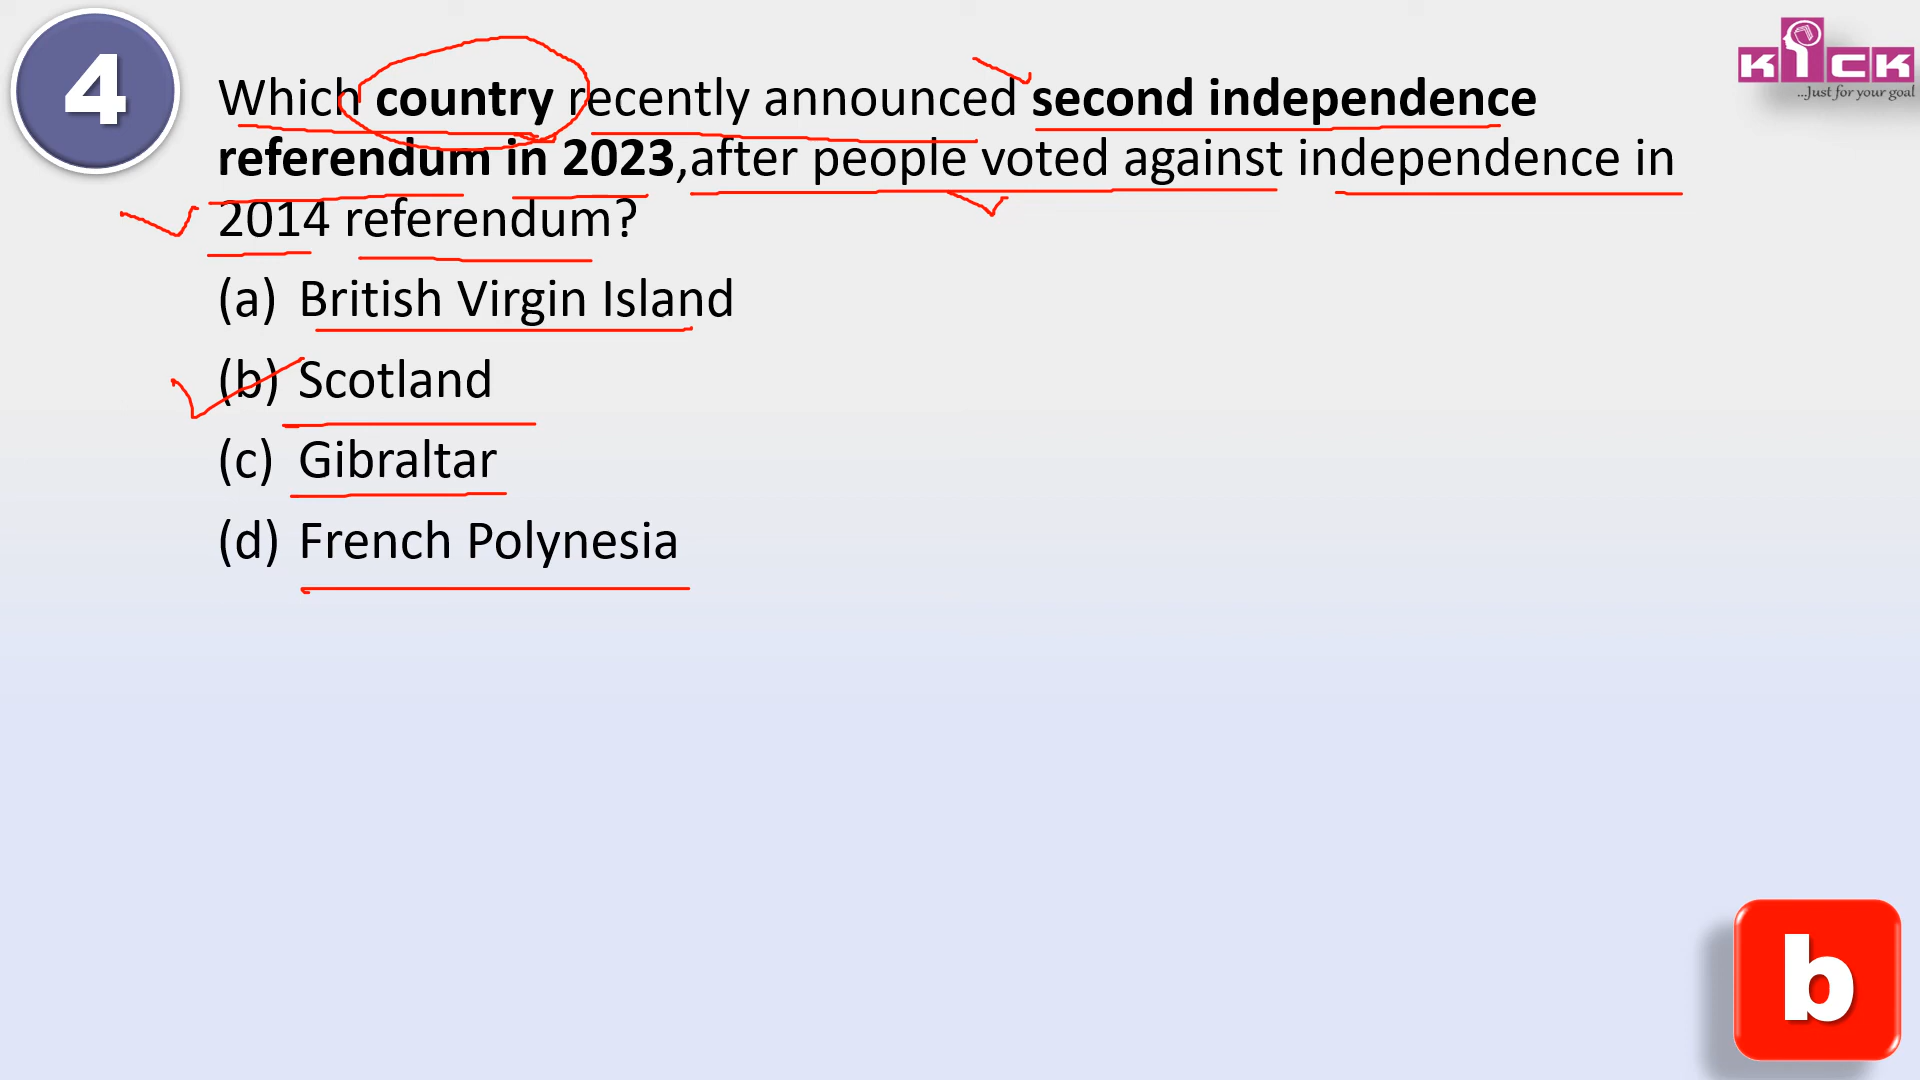 4
KICK
...Just for your goal
Which country recently announced second independence
referendum in 2023,after people voted against independence in
2014 referendum?
(a) British Virgin Island
(b) Scotland
(c) Gibraltar
(d) French Polynesia
b